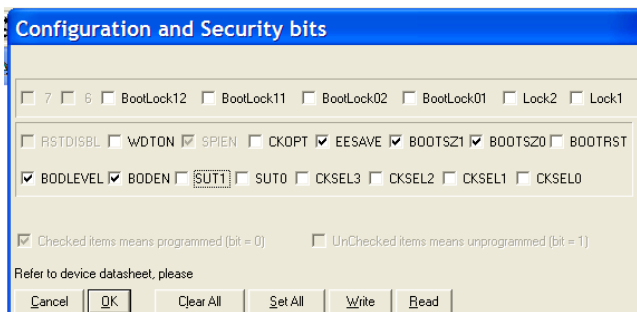 Configuration and Security bits
7 6 BootLock12 BootLock11 BootLock02 BootLock01 Lock2 Lock1
RSTDISBL WDTON SPIEN CKOPT EESAVE BOOTSZ1 BOOTSZ0 BOOTRST
BODLEVEL BODEN SUT1 SUT0 CKSEL3 CKSEL2 CKSEL1 CKSEL0
Checked items means programmed (bit = 0) UnChecked items means unprogrammed (bit = 1)
Refer to device datasheet, please
Cancel OK Clear All Set All Write Read